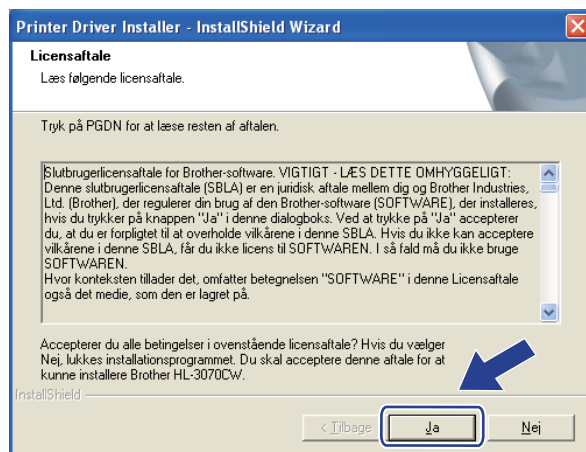 Printer Driver Installer - InstallShield Wizard
Licensaftale
Læs følgende licensaftale.
Tryk på PGDN for at læse resten af aftalen.
Slutbrugerlicensaftale for Brother-software. VIGTIGT - LÆS DETTE OMHYGGELIGT:
Denne slutbrugerlicensaftale (SBLA) er en juridisk aftale mellem dig og Brother Industries,
Ltd. (Brother), der regulerer din brug af den Brother-software (SOFTWARE), der installeres,
hvis du trykker på knappen "Ja" i denne dialogboks. Ved at trykke på "Ja" accepterer
du, at du er forpligtet til at overholde vilkårene i denne SBLA. Hvis du ikke kan acceptere
vilkårene i denne SBLA, får du ikke licens til SOFTWAREN. I så fald må du ikke bruge
SOFTWAREN.
Hvor konteksten tillader det, omfatter betegnelsen "SOFTWARE" i denne Licensaftale
også det medie, som den er lagret på.
Accepterer du alle betingelser i ovenstående licensaftale? Hvis du vælger
Nej, lukkes installationsprogrammet. Du skal acceptere denne aftale for at
kunne installere Brother HL-3070CW.
InstallShield
< Tilbage
Ja
Nej